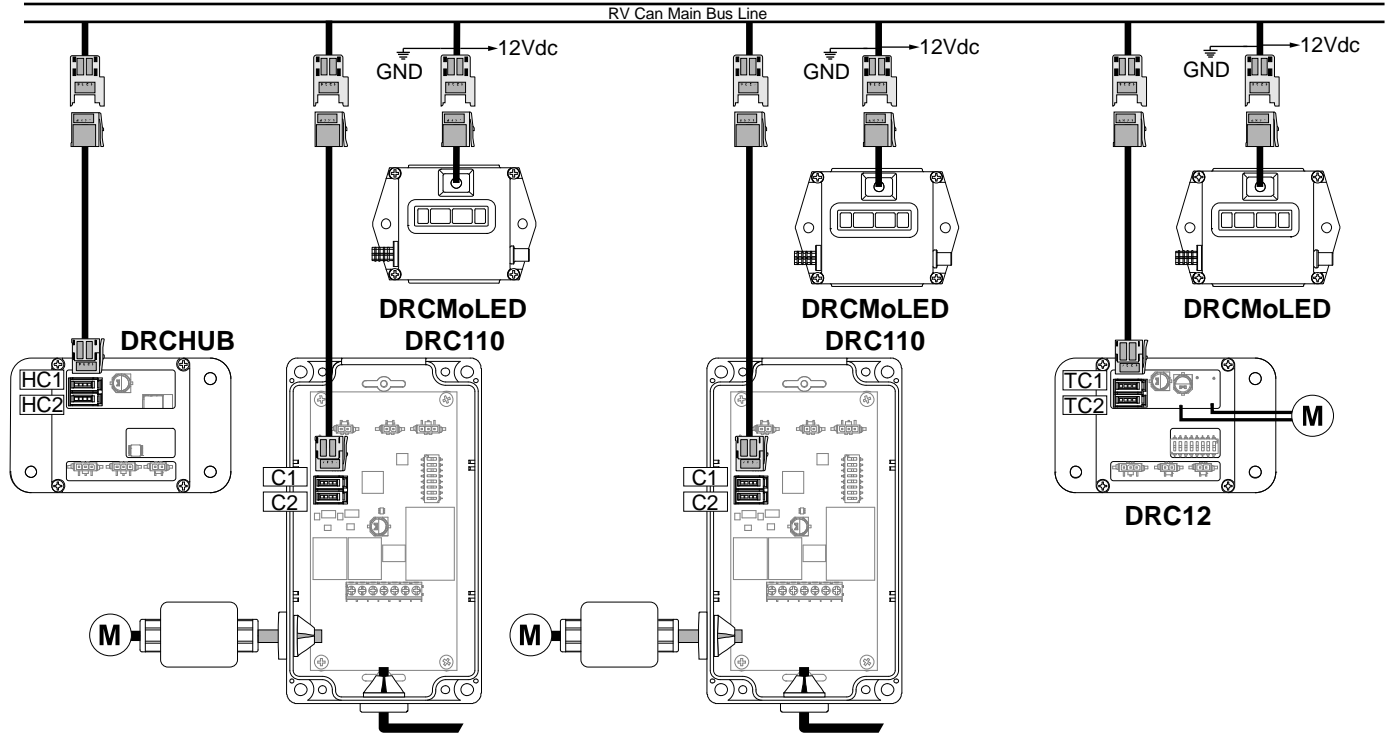 RV Can Main Bus Line
GND
12Vdc
GND
12Vdc
GND
12Vdc
DRCMoLED
DRCMoLED
DRCMoLED
DRCHUB
DRC110
DRC110
HC1
HC2
TC1
TC2
M
C1
C2
C1
C2
DRC12
M
M